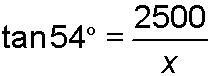 tan54° = 2500/x